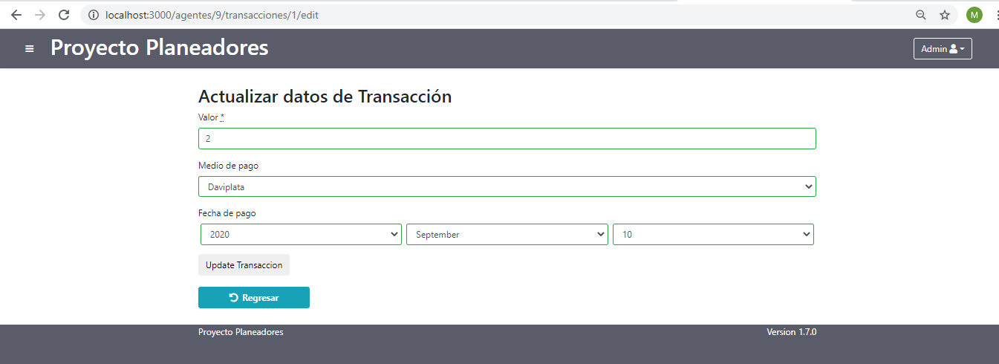 localhost:3000/agentes/9/transacciones/1/edit
M
Proyecto Planeadores
Admin
Actualizar datos de Transacción
Valor *
2
Medio de pago
Daviplata
Fecha de pago
2020 September 10
Update Transaccion
Regresar
Proyecto Planeadores Version 1.7.0